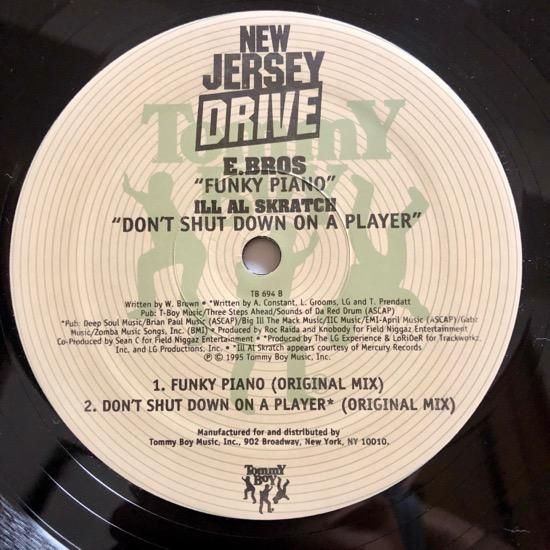 NEW
JERSEY
DRIVE
Tommy
E.BROS
"FUNKY PIANO"
ILL AL SKRATCH
"DON'T SHUT DOWN ON A PLAYER"
TB 694 B
Written by W. Brown • *Written by A. Constant, L. Grooms, LG and T. Prendatt
Pub: T-Boy Music/Three Steps Ahead/Sounds of Da Red Drum (ASCAP)
*Pub: Deep Soul Music/Brian Paul Music (ASCAP)/Big Ill The Mack Music/IIC Music/EMI-April Music (ASCAP)/Gabz
Music/Zomba Music Songs, Inc. (BMI) • Produced by Roc Raida and Knobody for Field Niggaz Entertainment
Co-Produced by Sean C for Field Niggaz Entertainment • *Produced by The LG Experience & LoRiDeR for Trackworkz,
Inc. and LG Productions, Inc. • *Ill Al Skratch appears courtesy of Mercury Records.
℗ © 1995 Tommy Boy Music, Inc.
1. FUNKY PIANO (ORIGINAL MIX)
2. DON'T SHUT DOWN ON A PLAYER* (ORIGINAL MIX)
Manufactured for and distributed by
Tommy Boy Music, Inc., 902 Broadway, New York, NY 10010.
Tommy
Boy